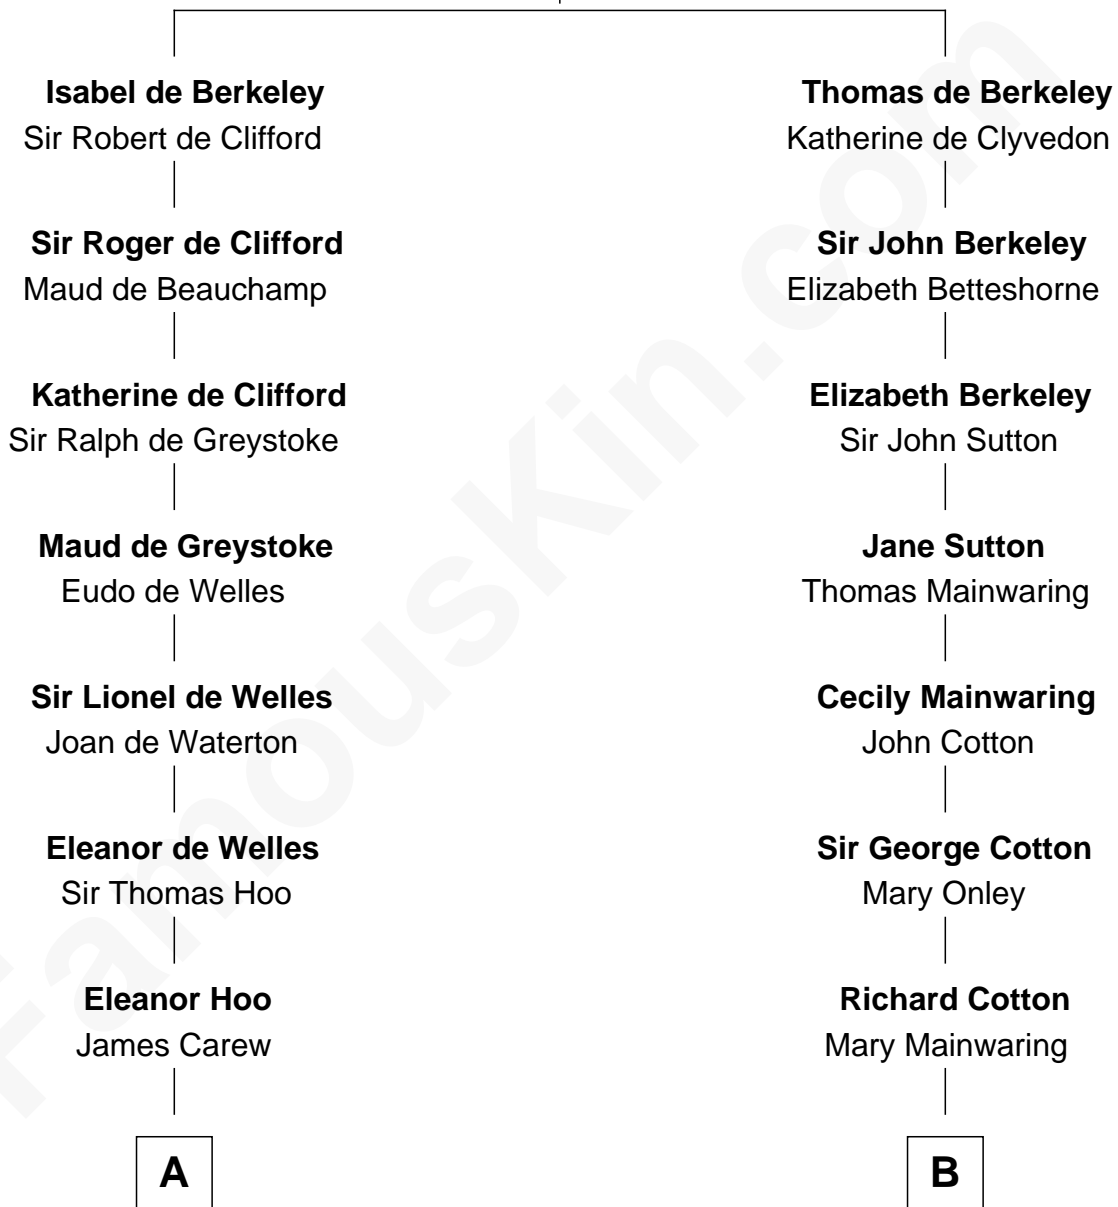 Isabel de Berkeley
Sir Robert de Clifford
Sir Roger de Clifford
Maud de Beauchamp
Katherine de Clifford
Sir Ralph de Greystoke
Maud de Greystoke
Eudo de Welles
Sir Lionel de Welles
Joan de Waterton
Eleanor de Welles
Sir Thomas Hoo
Eleanor Hoo
James Carew
A
Thomas de Berkeley
Katherine de Clyvedon
Sir John Berkeley
Elizabeth Betteshorne
Elizabeth Berkeley
Sir John Sutton
Jane Sutton
Thomas Mainwaring
Cecily Mainwaring
John Cotton
Sir George Cotton
Mary Onley
Richard Cotton
Mary Mainwaring
B
FamousKin.com